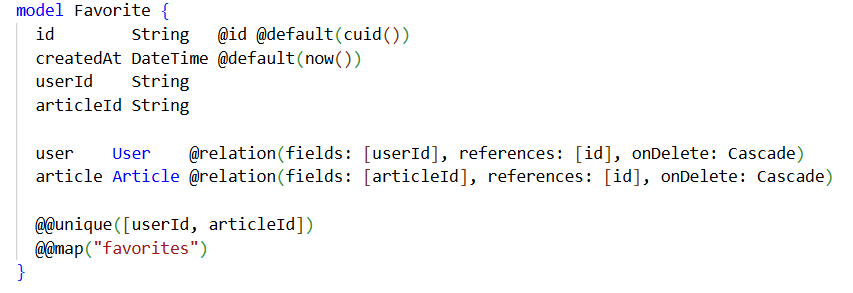 model Favorite {
  id        String   @id @default(cuid())
  createdAt DateTime @default(now())
  userId    String
  articleId String

  user    User    @relation(fields: [userId], references: [id], onDelete: Cascade)
  article Article @relation(fields: [articleId], references: [id], onDelete: Cascade)

  @@unique([userId, articleId])
  @@map("favorites")
}